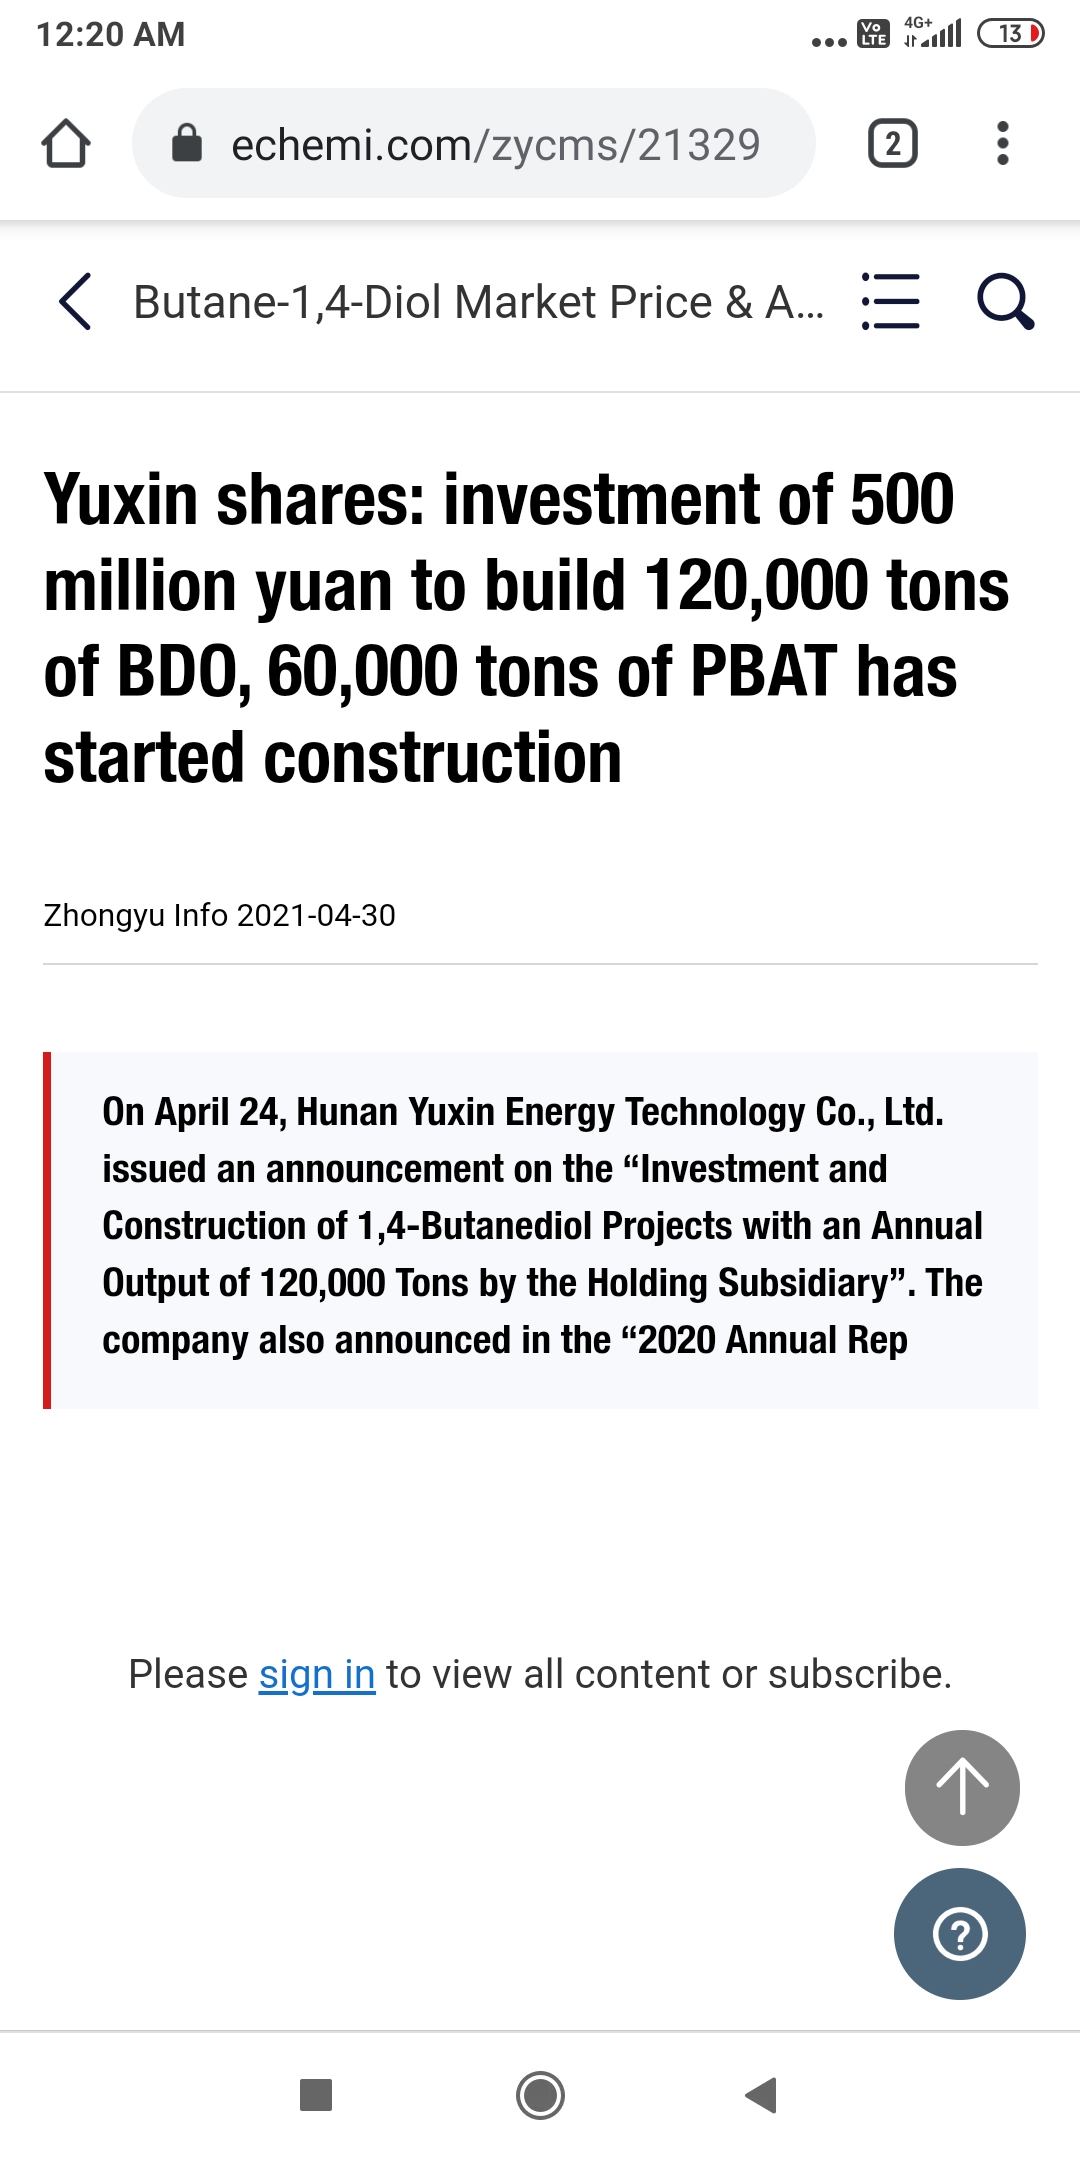 12:20 AM
Vo LTE 4G+ 13
echemi.com/zycms/21329
2
Butane-1,4-Diol Market Price & A...
Yuxin shares: investment of 500
million yuan to build 120,000 tons
of BDO, 60,000 tons of PBAT has
started construction
Zhongyu Info 2021-04-30
On April 24, Hunan Yuxin Energy Technology Co., Ltd.
issued an announcement on the “Investment and
Construction of 1,4-Butanediol Projects with an Annual
Output of 120,000 Tons by the Holding Subsidiary”. The
company also announced in the “2020 Annual Rep
Please sign in to view all content or subscribe.
?